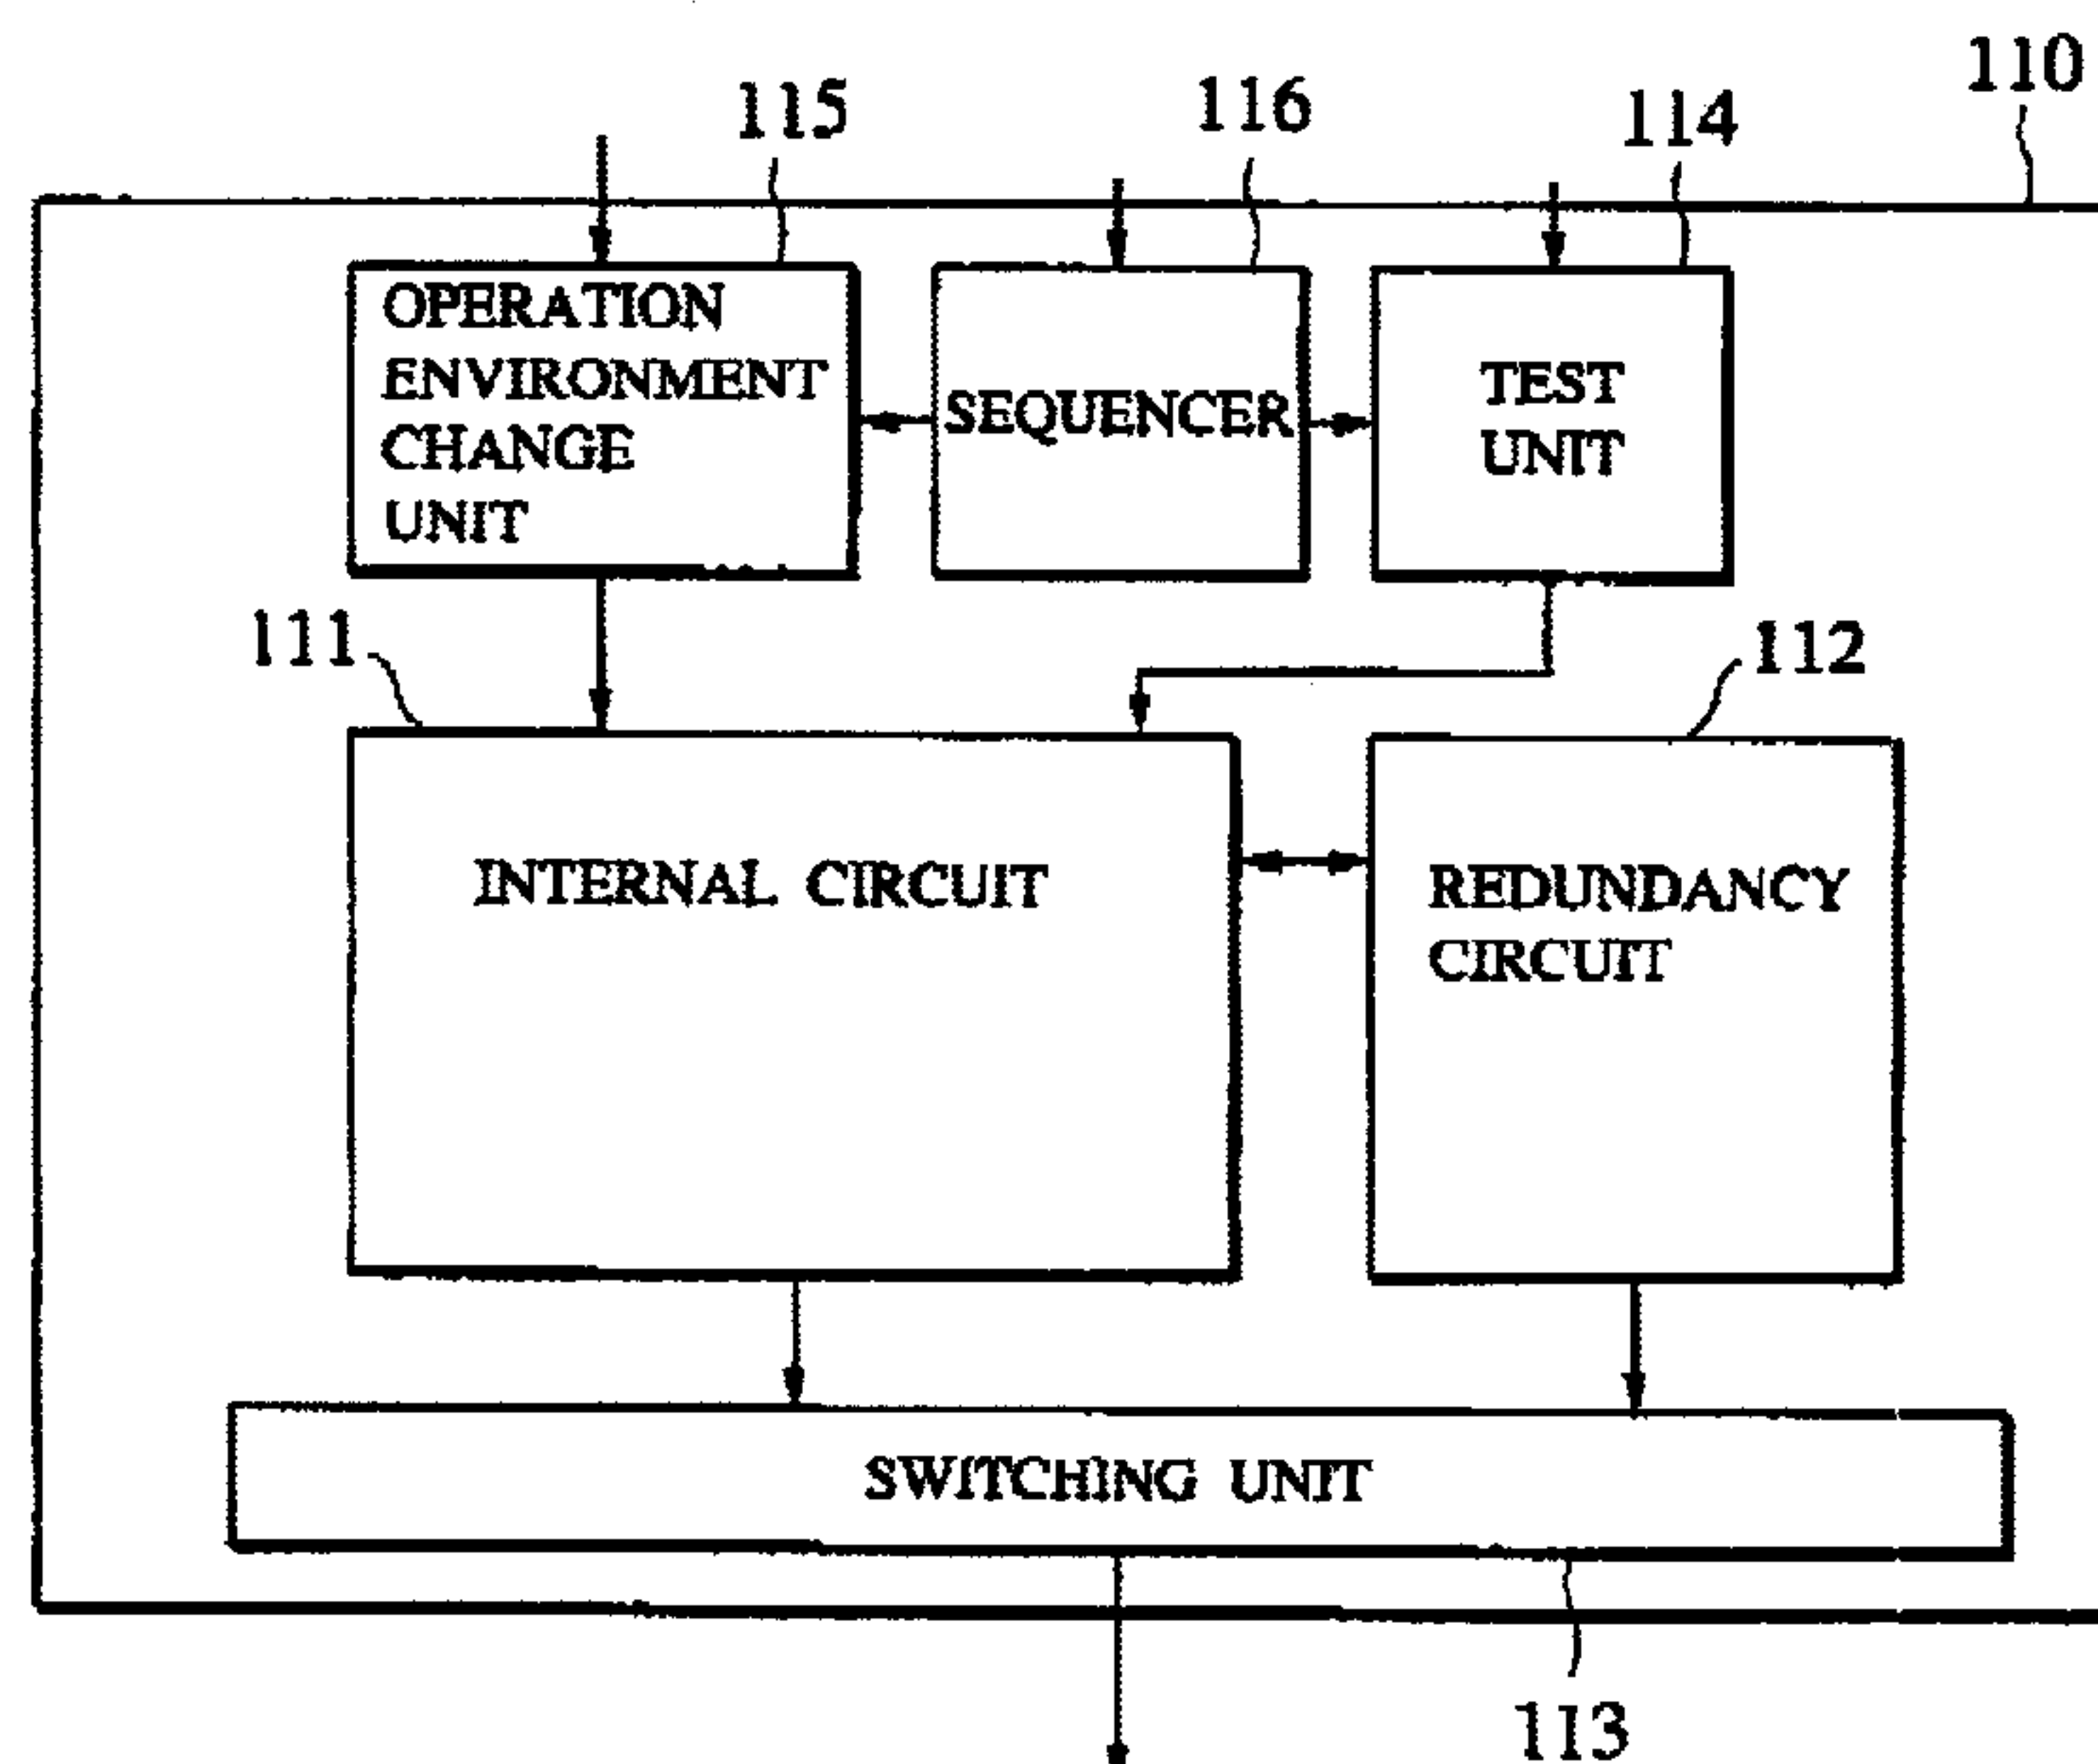 110
115
116
114
OPERATION
ENVIRONMENT
CHANGE
UNIT
SEQUENCER
TEST
UNIT
111
112
INTERNAL CIRCUIT
REDUNDANCY
CIRCUIT
SWITCHING UNIT
113